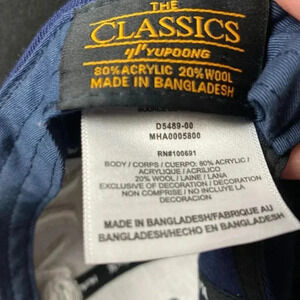 THE
CLASSICS
YUPOONG
80% ACRYLIC 20% WOOL
MADE IN BANGLADESH
D5489-00
MHA0005800
RN#100691
BODY / CORPS / CUERPO: 80% ACRYLIC /
ACRYLIQUE / ACRILICO
20% WOOL / LAINE / LANA
EXCLUSIVE OF DECORATION / DECORATION
NON COMPRISE / NO INCLUYE LA
DECORACION
MADE IN BANGLADESH/FABRIQUE AU
BANGLADESH/HECHO EN BANGLADESH